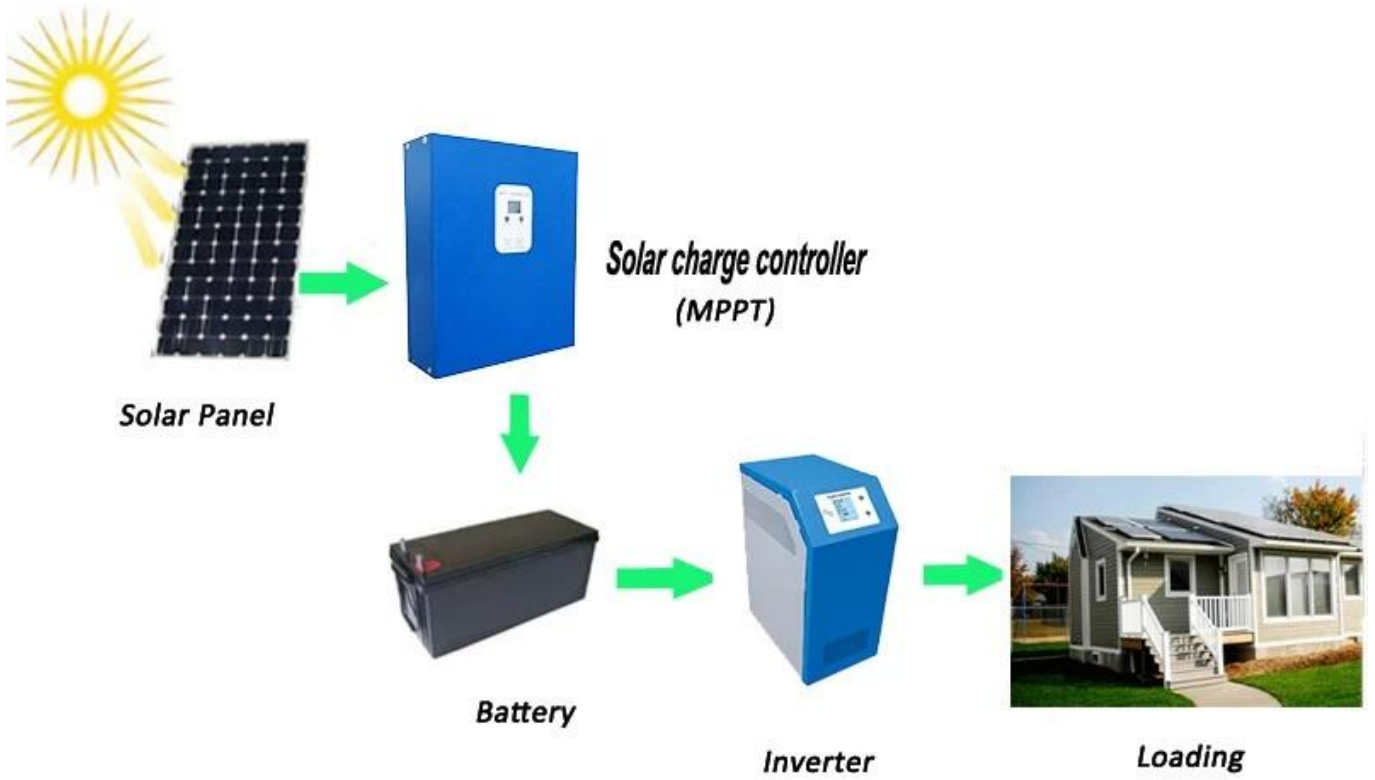 Solar charge controller
(MPPT)
Solar Panel
Battery
Inverter
Loading